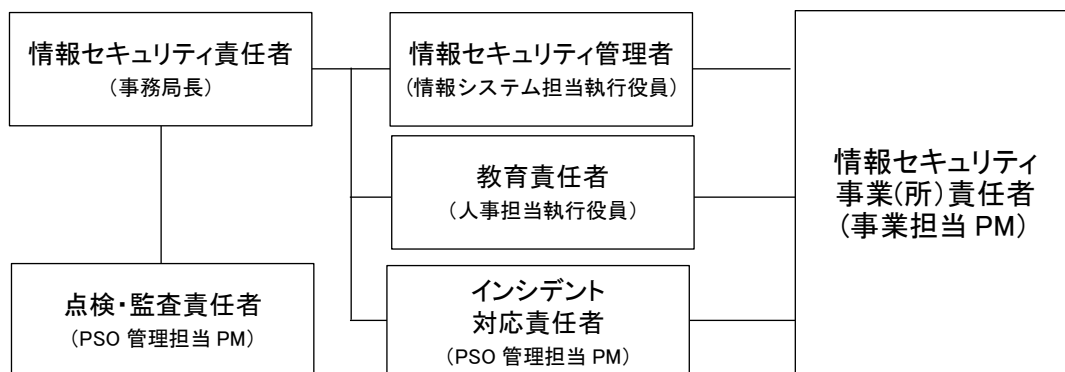 情報セキュリティ責任者
（事務局長）
情報セキュリティ管理者
（情報システム担当執行役員）
教育責任者
（人事担当執行役員）
点検・監査責任者
（PSO 管理担当 PM）
インシデント
対応責任者
（PSO 管理担当 PM）
情報セキュリティ
事業（所）責任者
（事業担当 PM）